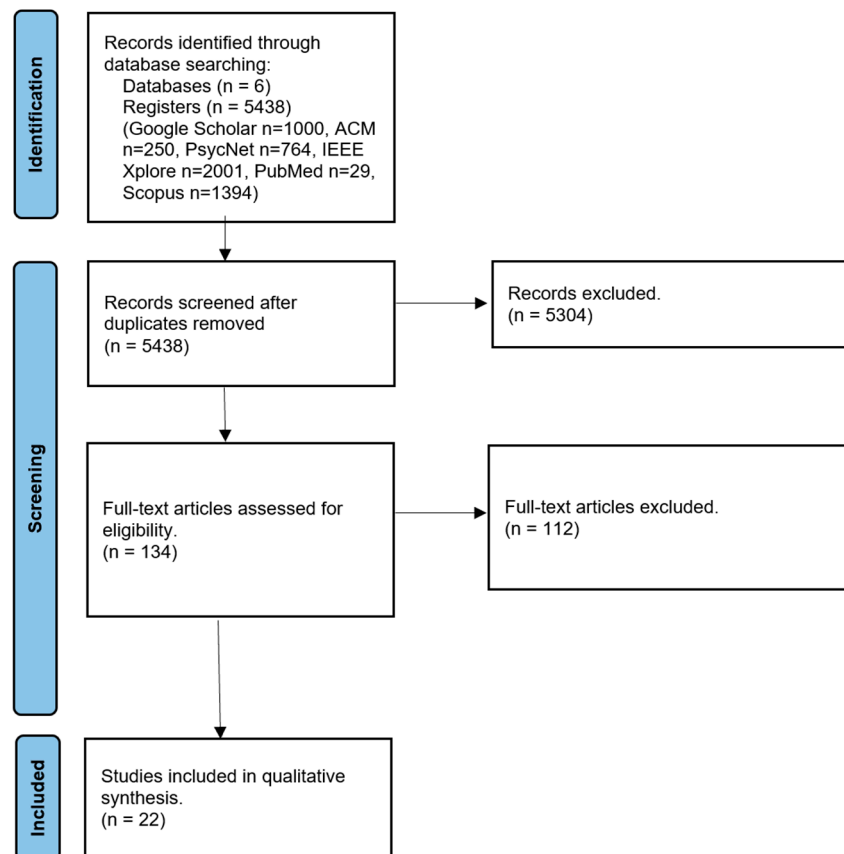 Identification
Records identified through
database searching:
Databases (n = 6)
Registers (n = 5438)
(Google Scholar n=1000, ACM
n=250, PsycNet n=764, IEEE
Xplore n=2001, PubMed n=29,
Scopus n=1394)
Screening
Records screened after
duplicates removed
(n = 5438)
Records excluded.
(n = 5304)
Full-text articles assessed for
eligibility.
(n = 134)
Full-text articles excluded.
(n = 112)
Included
Studies included in qualitative
synthesis.
(n = 22)